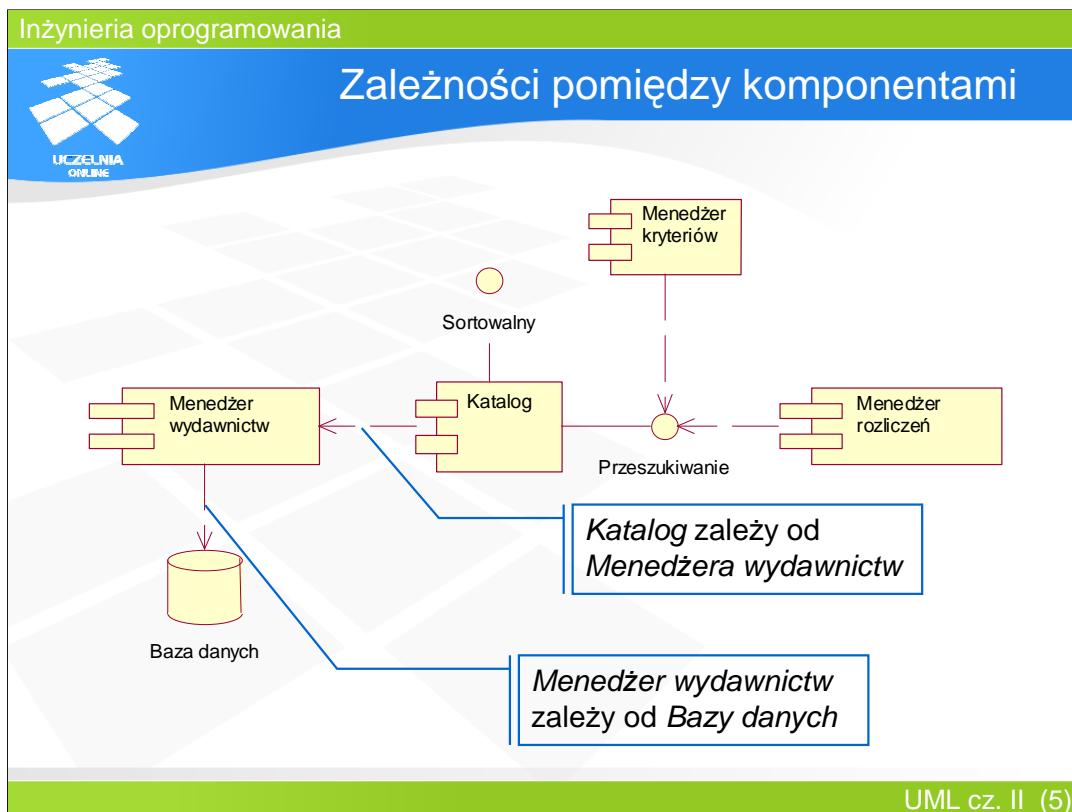 Inżynieria oprogramowania
Zależności pomiędzy komponentami
UCZELNIA
ONLINE
Menedżer
kryteriów
Sortowalny
Menedżer
wydawnictw
Katalog
Menedżer
rozliczeń
Przeszukiwanie
Katalog zależy od
Menedżera wydawnictw
Baza danych
Menedżer wydawnictw
zależy od Bazy danych
UML cz. II (5)